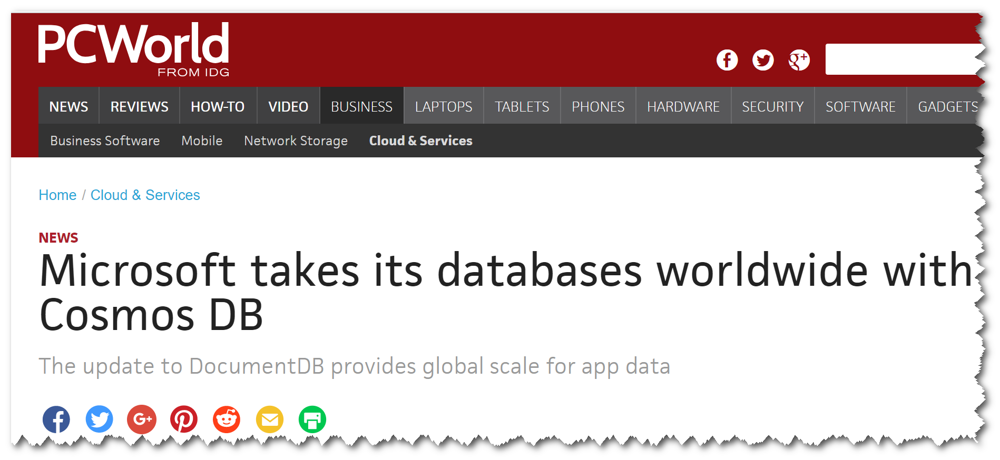 PCWorld
FROM IDG
g+
NEWS REVIEWS HOW-TO VIDEO BUSINESS LAPTOPS TABLETS PHONES HARDWARE SECURITY SOFTWARE GADGETS
Business Software Mobile Network Storage Cloud & Services
Home / Cloud & Services
NEWS
Microsoft takes its databases worldwide with
Cosmos DB
The update to DocumentDB provides global scale for app data
G+